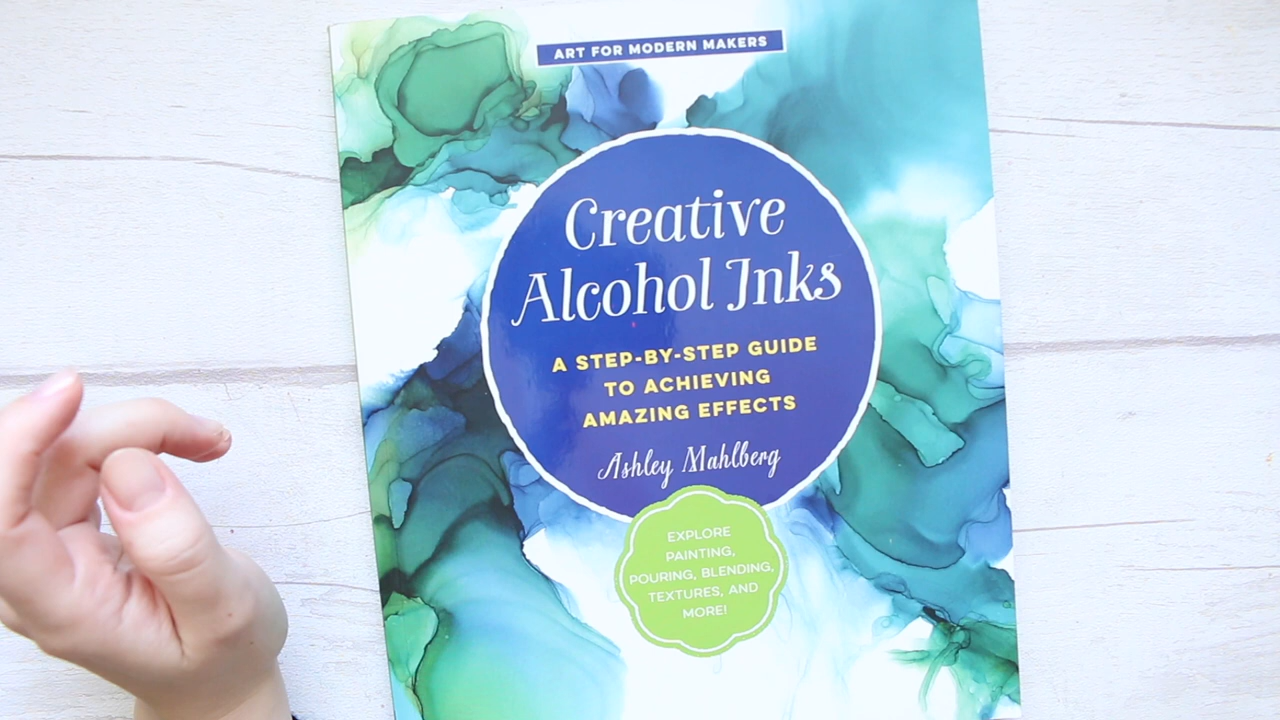 ART FOR MODERN MAKERS
Creative
Alcohol Inks
A STEP-BY-STEP GUIDE
TO ACHIEVING
AMAZING EFFECTS
Ashley Mahlberg
EXPLORE
PAINTING,
POURING, BLENDING,
TEXTURES, AND
MORE!